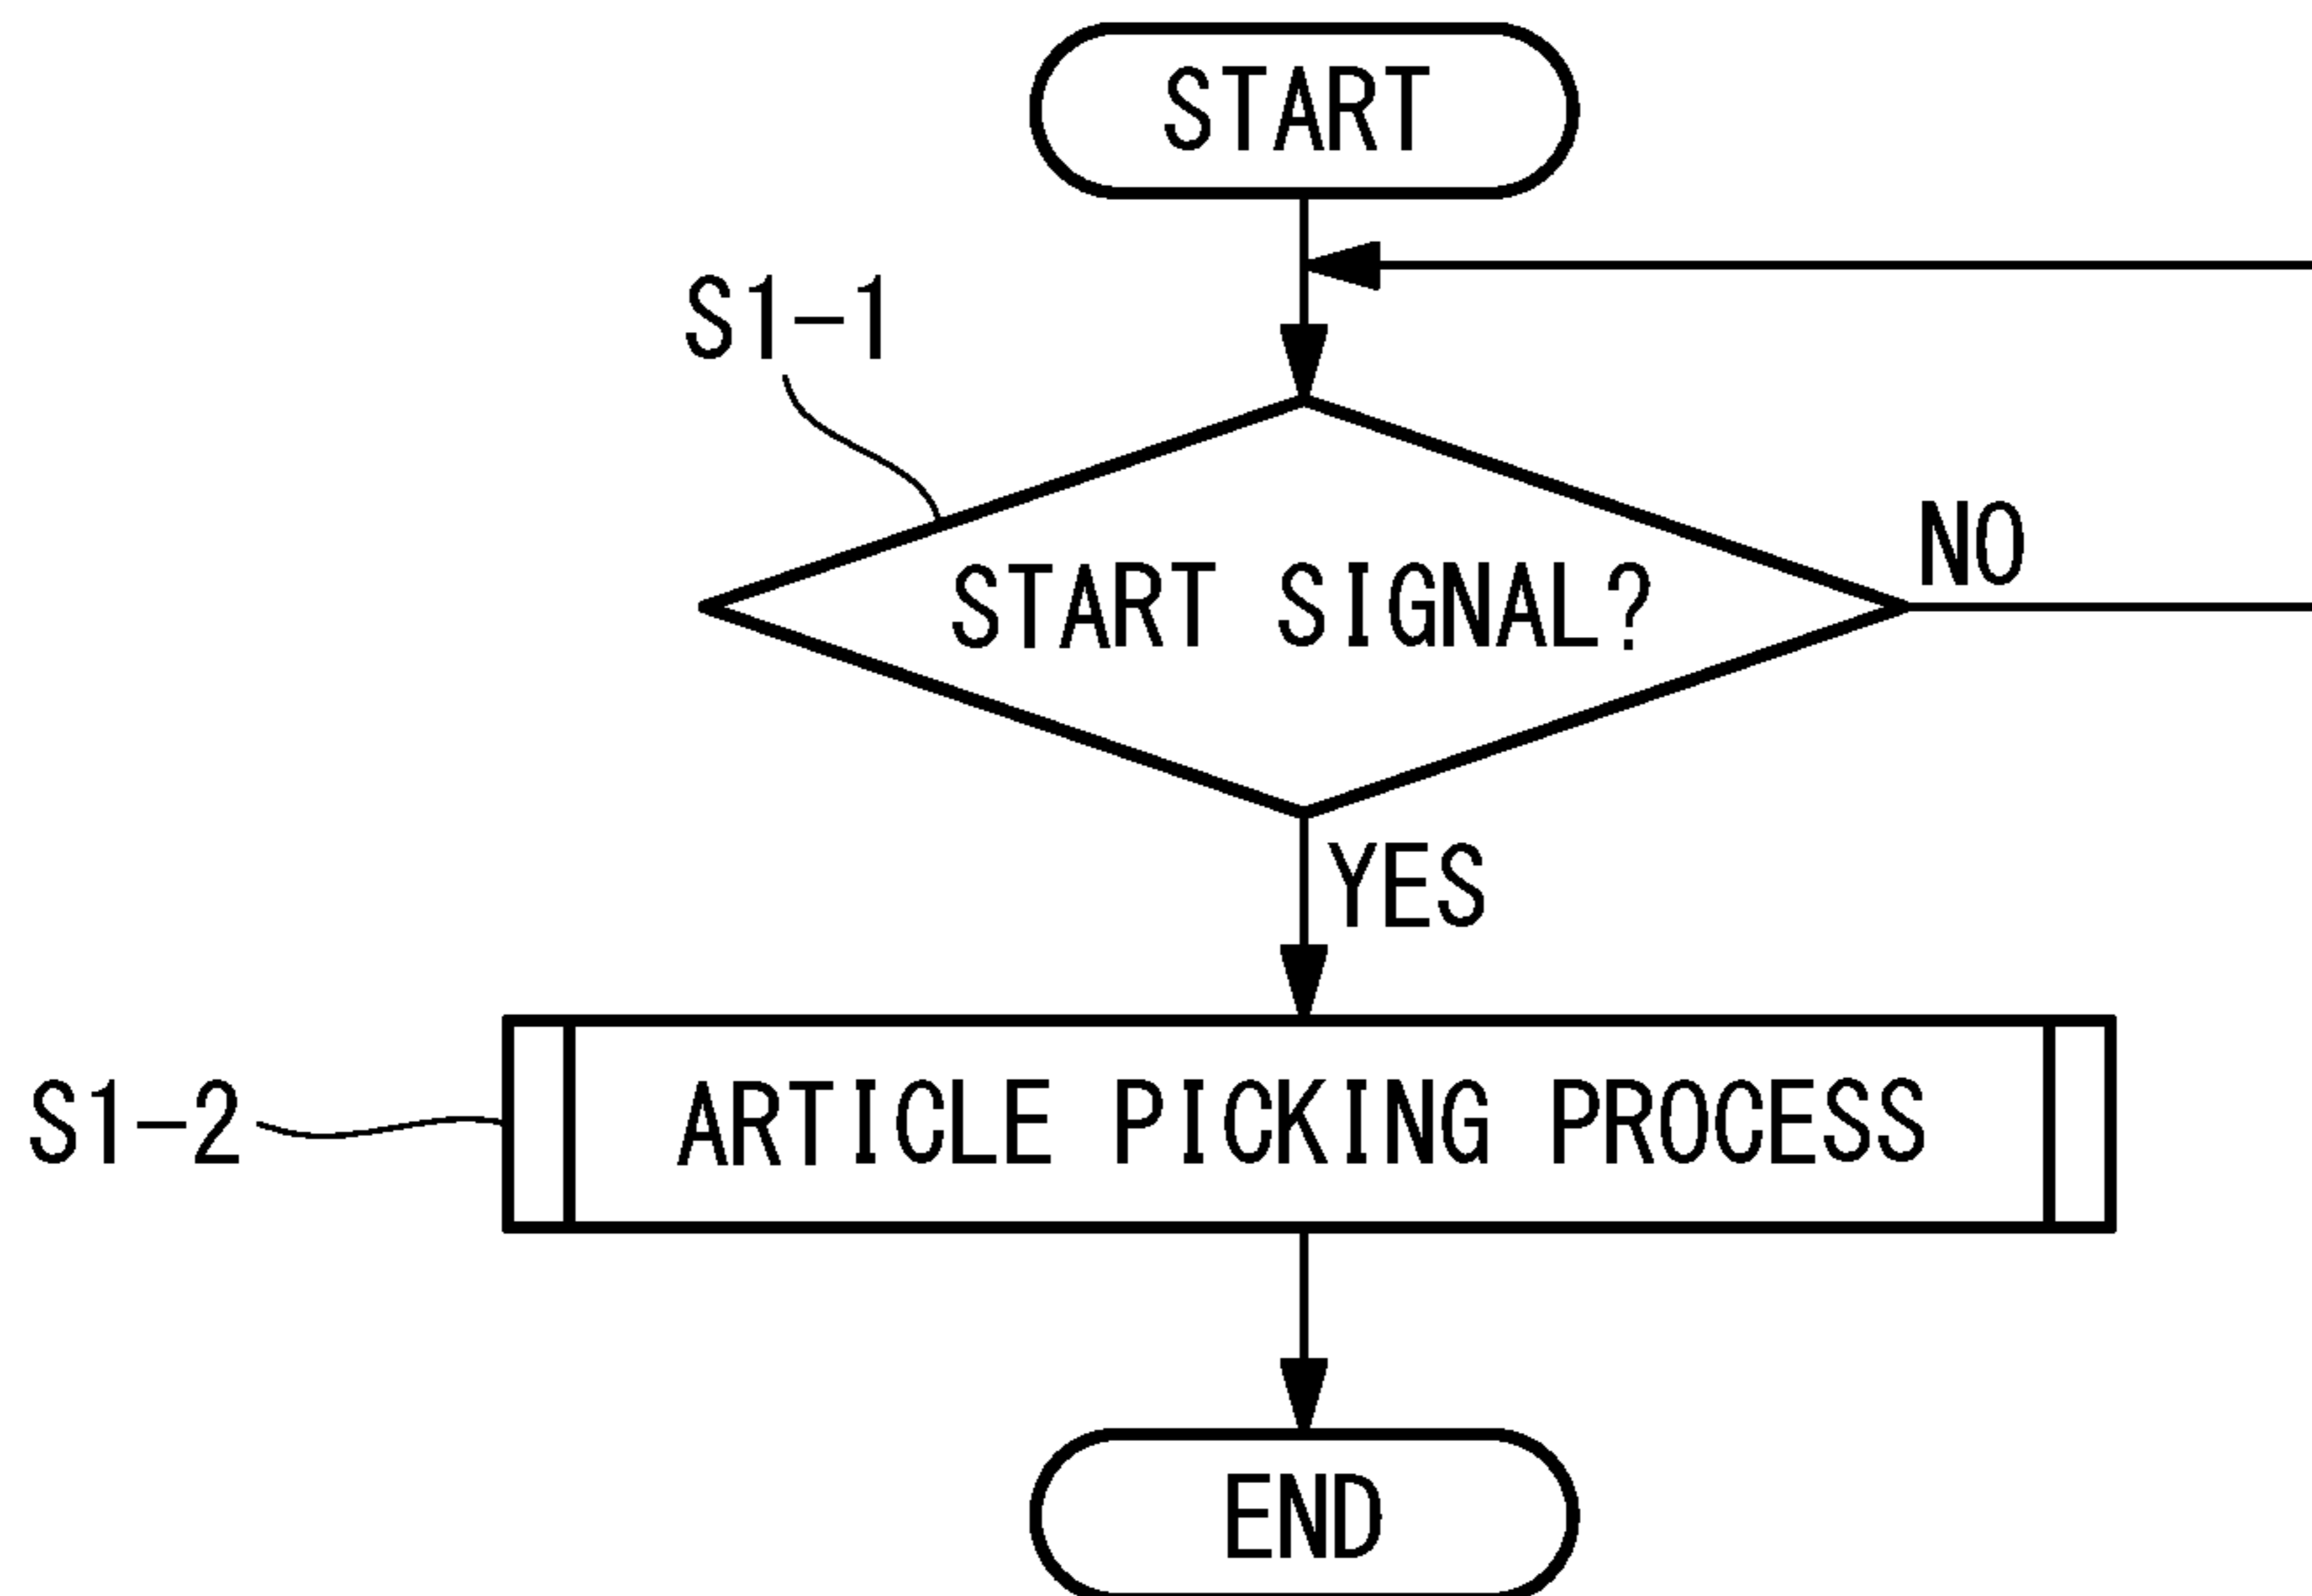 START
S1-1
START SIGNAL?
NO
YES
S1-2
ARTICLE PICKING PROCESS
END